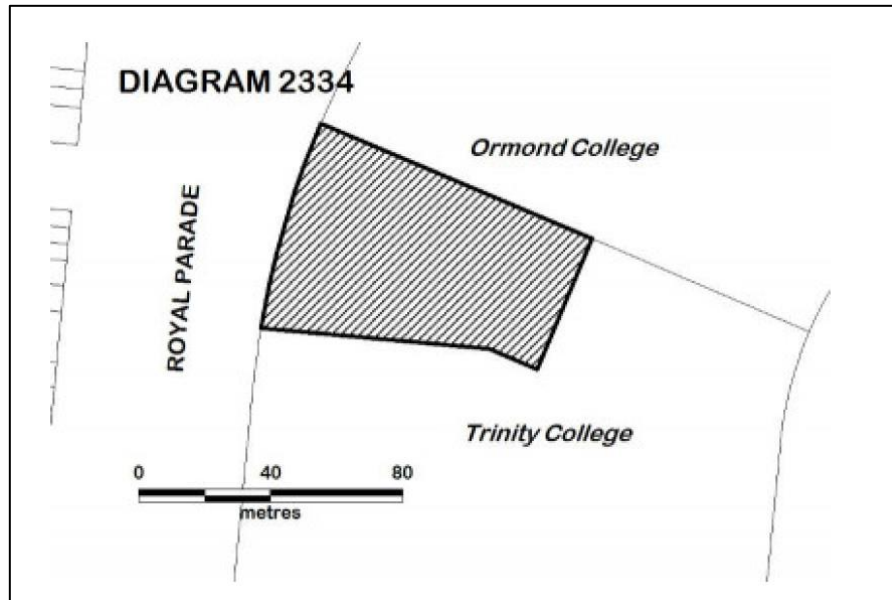 DIAGRAM 2334
Ormond College
ROYAL PARADE
Trinity College
0 40 80
metres